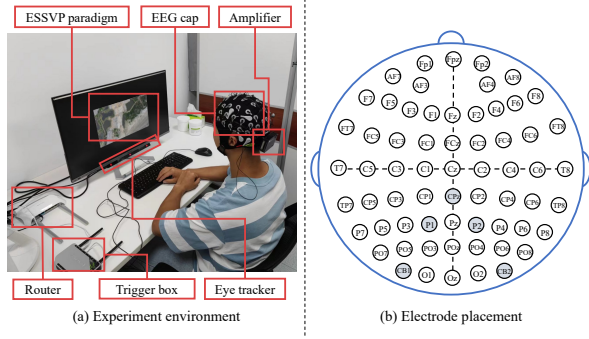 ESSVP paradigm
EEG cap
Amplifier
Router
Trigger box
Eye tracker
(a) Experiment environment
Fp1 Fpz Fp2
AF7 AF3 AF4 AF8
F7 F5 F3 F1 Fz F2 F4 F6 F8
FT7 FC5 FC3 FC1 FCz FC2 FC4 FC6 FT8
T7 C5 C3 C1 Cz C2 C4 C6 T8
TP7 CP5 CP3 CP1 CPz CP2 CP4 CP6 TP8
P7 P5 P3 P1 Pz P2 P4 P6 P8
PO7 PO5 PO3 POz PO4 PO6 PO8
CB1 O1 Oz O2 CB2
(b) Electrode placement